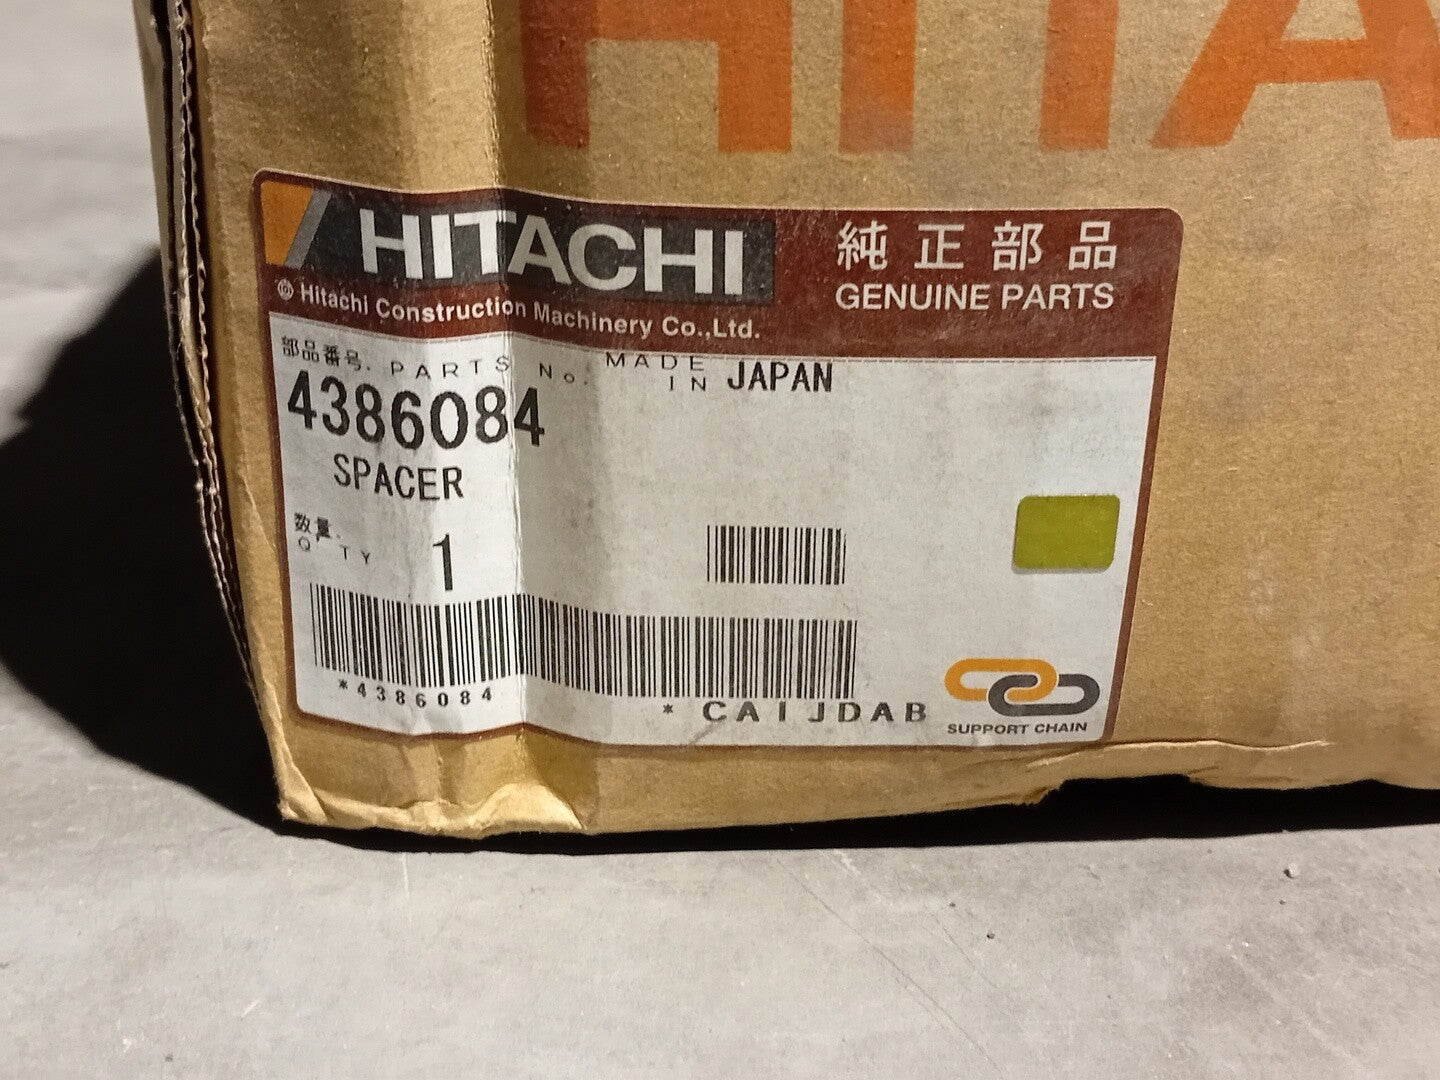 HITA
HITACHI
純正部品
GENUINE PARTS
© Hitachi Construction Machinery Co.,Ltd.
部品番号. PARTS No.
MADE IN JAPAN
4386084
SPACER
数量.
Q'TY 1
*4386084
* CAIJDAB
SUPPORT CHAIN